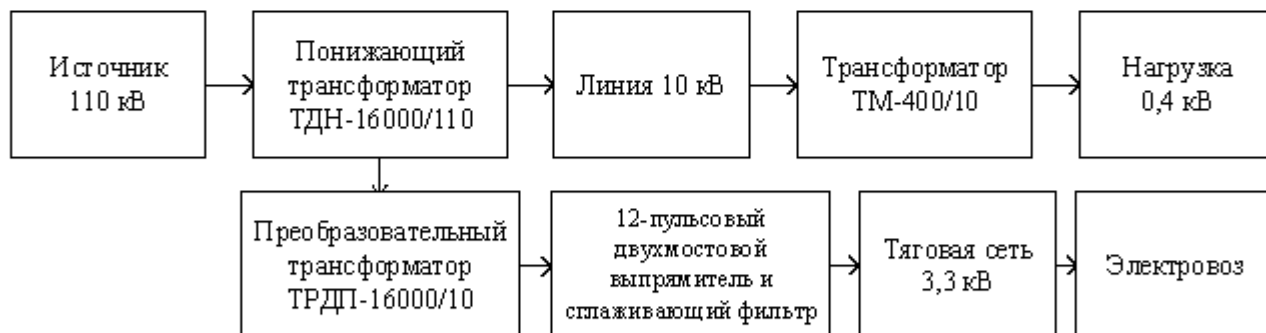 Источник
110 кВ
Понижающий
трансформатор
ТДН-16000/110
Линия 10 кВ
Трансформатор
ТМ-400/10
Нагрузка
0,4 кВ
Преобразовательный
трансформатор
ТРДП-16000/10
12-пульсовый
двухмостовой
выпрямитель и
сглаживающий фильтр
Тяговая сеть
3,3 кВ
Электровоз